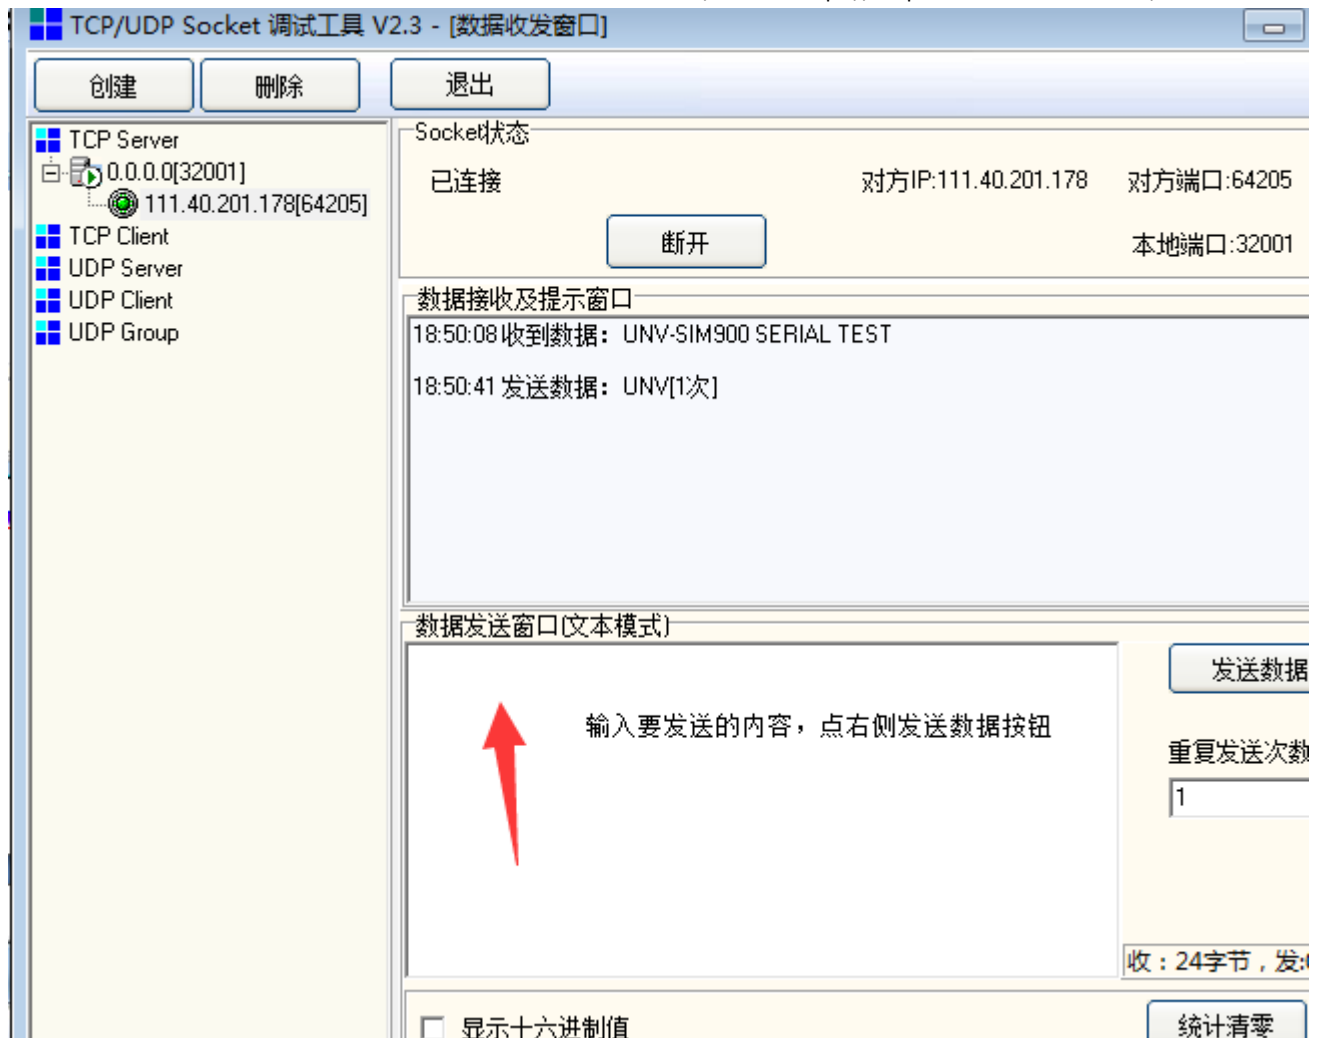 TCP/UDP Socket 调试工具 V2.3 - [数据收发窗口]
创建 删除 退出
TCP Server
0.0.0.0[32001]
111.40.201.178[64205]
TCP Client
UDP Server
UDP Client
UDP Group
Socket状态
已连接 对方IP:111.40.201.178 对方端口:64205
断开 本地端口:32001
数据接收及提示窗口
18:50:08 收到数据：UNV-SIM900 SERIAL TEST
18:50:41 发送数据：UNV[1次]
数据发送窗口(文本模式)
发送数据
输入要发送的内容，点右侧发送数据按钮
重复发送次数
1
收：24字节，发:
显示十六进制值 统计清零